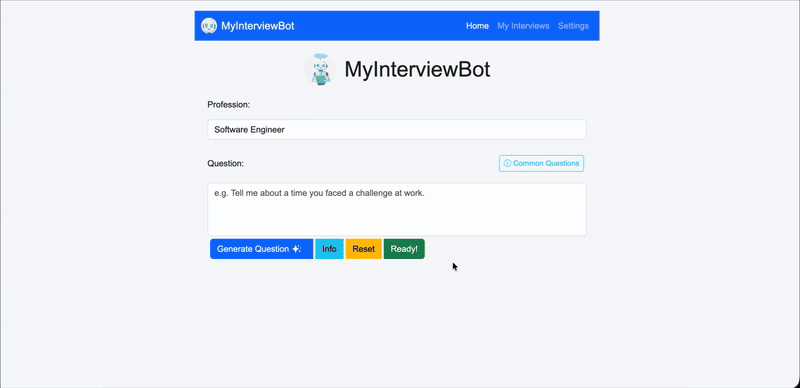 MyInterviewBot Home My Interviews Settings
MyInterviewBot
Profession:
Software Engineer
Question: Common Questions
e.g. Tell me about a time you faced a challenge at work.
Generate Question Info Reset Ready!